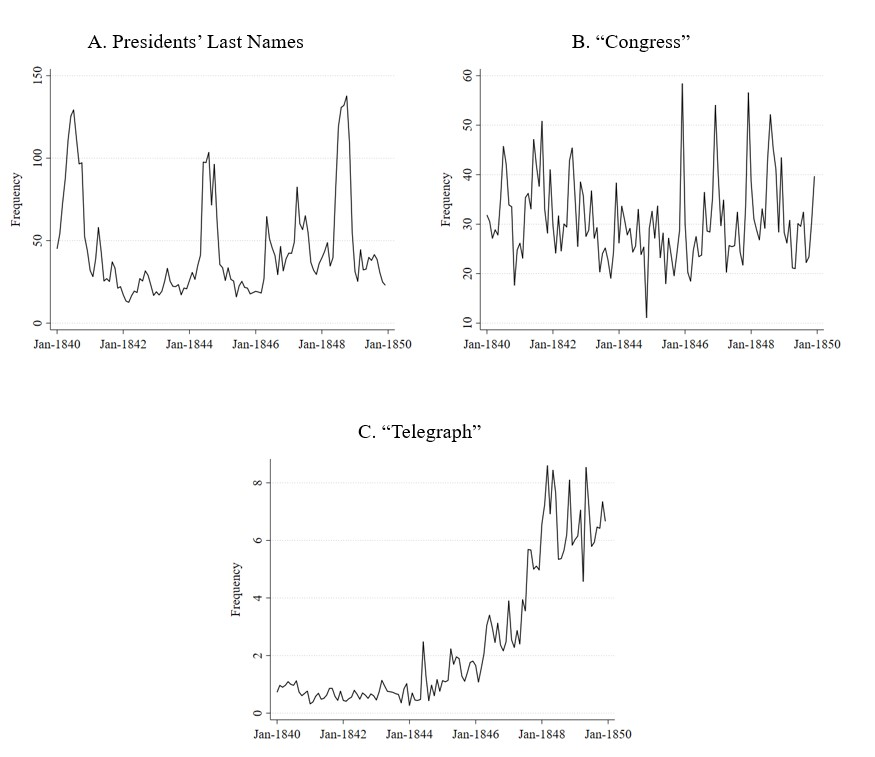 A. Presidents’ Last Names
B. “Congress”
150
100
50
0
Frequency
Jan-1840 Jan-1842 Jan-1844 Jan-1846 Jan-1848 Jan-1850
60
50
40
30
20
10
Frequency
Jan-1840 Jan-1842 Jan-1844 Jan-1846 Jan-1848 Jan-1850
C. “Telegraph”
8
6
4
2
0
Frequency
Jan-1840 Jan-1842 Jan-1844 Jan-1846 Jan-1848 Jan-1850